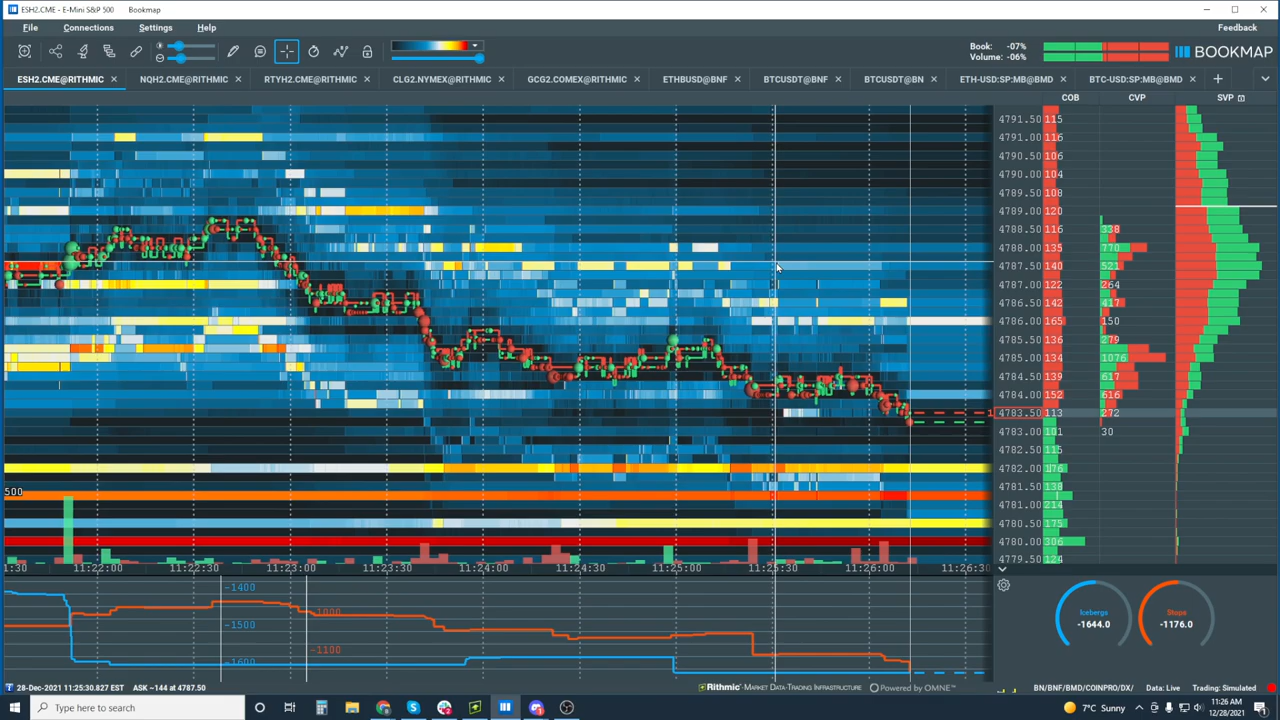 ESH2.CME - E-Mini S&P 500 Bookmap
File Connections Settings Help Feedback
Book: -07%
Volume: -06%
BOOKMAP
ESH2.CME@RITHMIC NQH2.CME@RITHMIC RTYH2.CME@RITHMIC CLG2.NYMEX@RITHMIC GCG2.COMEX@RITHMIC ETHBUSD@BNF BTCUSDT@BNF BTCUSDT@BN ETH-USD:SP:MB@BMD BTC-USD:SP:MB@BMD
COB CVP SVP
4791.50 115
4791.00 116
4790.50 106
4790.00 104
4789.50 108
4789.00 120
4788.50 116 338
4788.00 135 770
4787.50 140 521
4787.00 122 264
4786.50 142 417
4786.00 165 150
4785.50 136 279
4785.00 134 1076
4784.50 139 617
4784.00 152 616
4783.50 113 272
4783.00 101 30
4782.50 115
4782.00 176
4781.50 138
4781.00 214
4780.50 175
4780.00 306
4779.50 124
500
1:30 11:22:00 11:22:30 11:23:00 11:23:30 11:24:00 11:24:30 11:25:00 11:25:30 11:26:00 11:26:30
-1400
-1500
-1600
-1000
-1100
Icebergs
-1644.0
Stops
-1176.0
28-Dec-2021 11:25:30.827 EST ASK ~144 at 4787.50
Rithmic - MARKET DATA-TRADING INFRASTRUCTURE Powered by OMNE™
BN/BNF/BMD/COINPRO/DX/ Data: Live Trading: Simulated
Type here to search
7°C Sunny
11:26 AM
12/28/2021